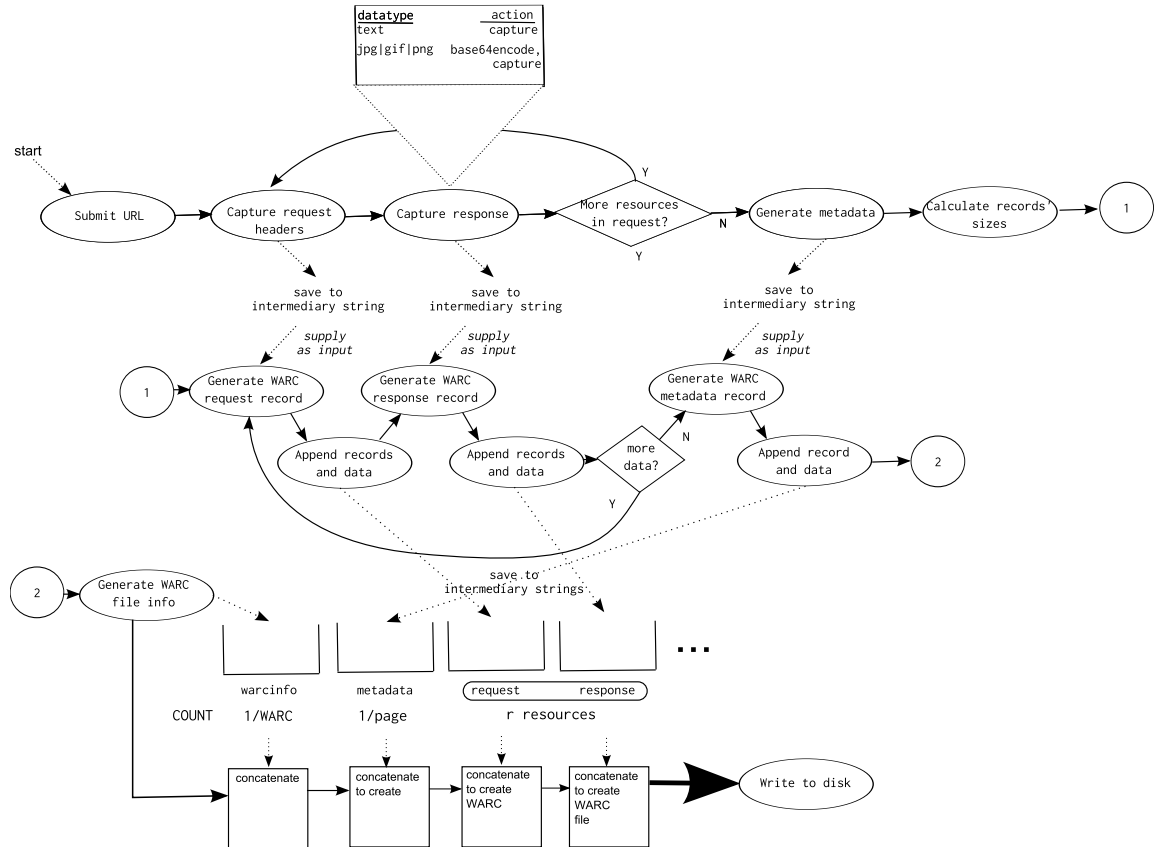 datatype action
text capture
jpg|gif|png base64encode,
capture
start
Submit URL
Capture request
headers
Capture response
More resources
in request?
Y
Y
N
Generate metadata
Calculate records'
sizes
1
save to
intermediary string
save to
intermediary string
save to
intermediary string
supply
as input
supply
as input
supply
as input
1
Generate WARC
request record
Generate WARC
response record
Generate WARC
metadata record
Append records
and data
Append records
and data
more
data?
N
Y
Append record
and data
2
2
Generate WARC
file info
save to
intermediary strings
...
warcinfo
metadata
request response
COUNT 1/WARC 1/page r resources
concatenate
concatenate
to create
concatenate
to create
WARC
concatenate
to create
WARC
file
Write to disk